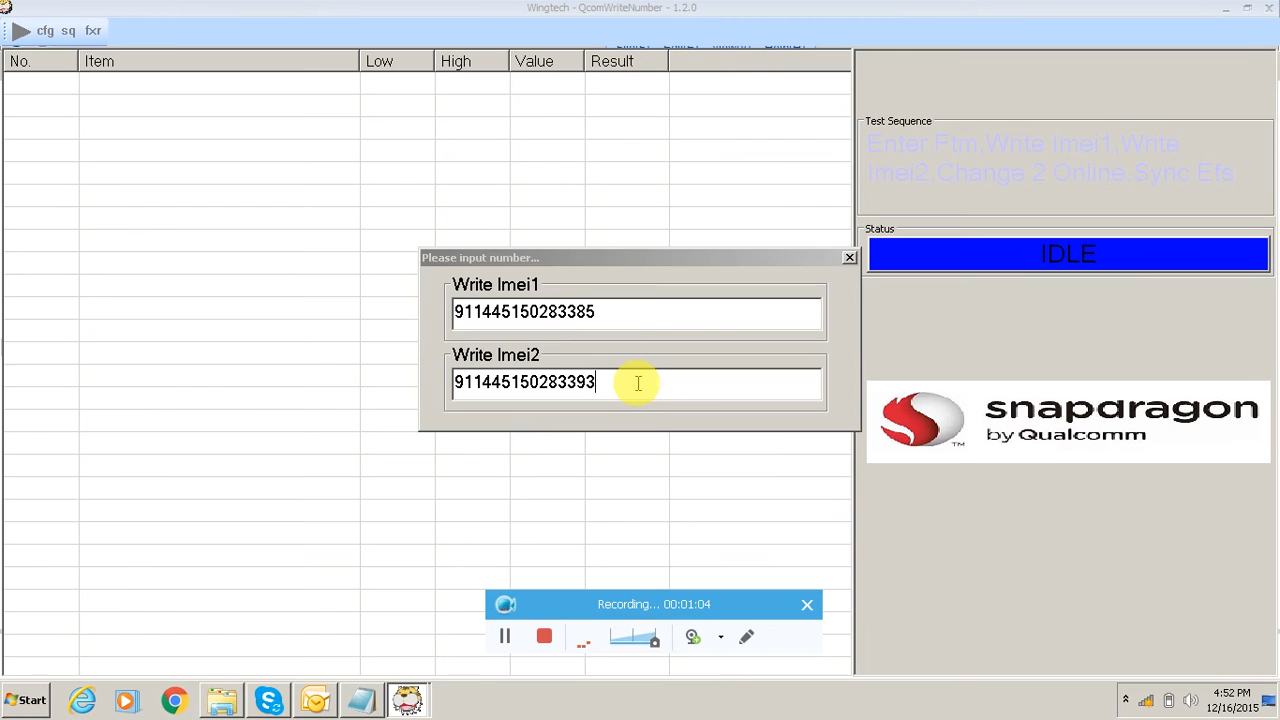 Wingtech - QcomWriteNumber - 1.2.0
cfg sq fxr
No. Item Low High Value Result
Test Sequence
Enter Ftm,Write Imei1,Write
Imei2,Change 2 Online,Sync Efs
Status
IDLE
Please input number...
Write Imei1
911445150283385
Write Imei2
911445150283393
snapdragon
by Qualcomm
TM
Recording... 00:01:04
Start
4:52 PM
12/16/2015